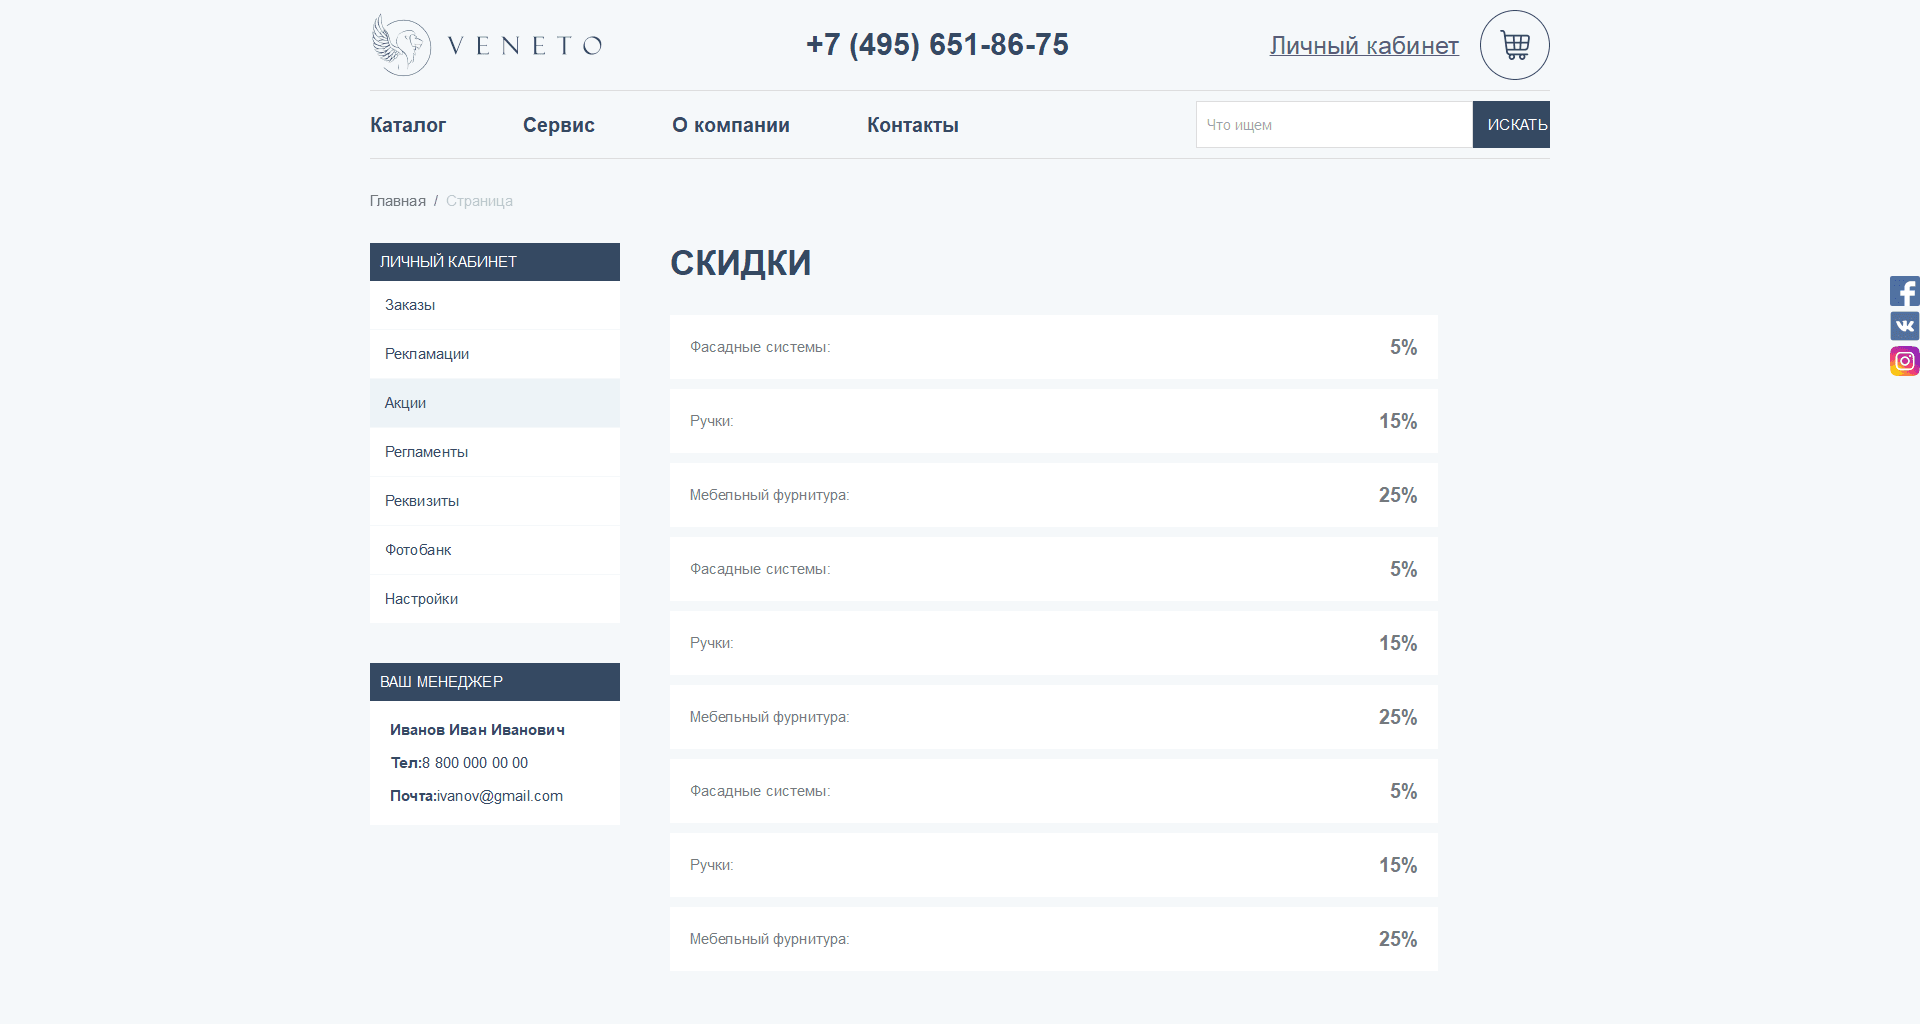 VENETO
+7 (495) 651-86-75
Личный кабинет
Каталог
Сервис
О компании
Контакты
Что ищем
ИСКАТЬ
Главная / Страница
ЛИЧНЫЙ КАБИНЕТ
Заказы
Рекламации
Акции
Регламенты
Реквизиты
Фотобанк
Настройки
ВАШ МЕНЕДЖЕР
Иванов Иван Иванович
Тел:8 800 000 00 00
Почта:ivanov@gmail.com
СКИДКИ
Фасадные системы: 5%
Ручки: 15%
Мебельный фурнитура: 25%
Фасадные системы: 5%
Ручки: 15%
Мебельный фурнитура: 25%
Фасадные системы: 5%
Ручки: 15%
Мебельный фурнитура: 25%